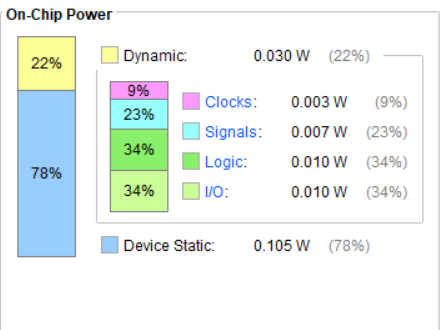 On-Chip Power
22%
78%
Dynamic: 0.030 W (22%)
9%
23%
34%
34%
Clocks: 0.003 W (9%)
Signals: 0.007 W (23%)
Logic: 0.010 W (34%)
I/O: 0.010 W (34%)
Device Static: 0.105 W (78%)